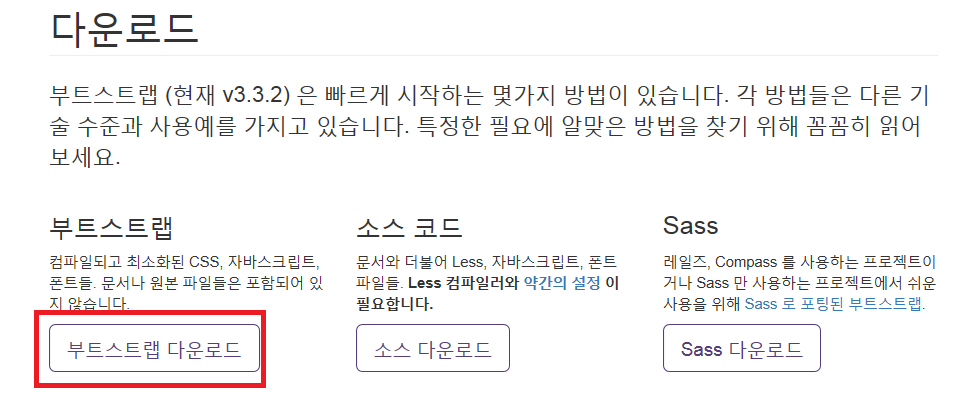 다운로드
부트스트랩 (현재 v3.3.2) 은 빠르게 시작하는 몇가지 방법이 있습니다. 각 방법들은 다른 기
술 수준과 사용예를 가지고 있습니다. 특정한 필요에 알맞은 방법을 찾기 위해 꼼꼼히 읽어
보세요.
부트스트랩
컴파일되고 최소화된 CSS, 자바스크립트,
폰트들. 문서나 원본 파일들은 포함되어 있
지 않습니다.
부트스트랩 다운로드
소스 코드
문서와 더불어 Less, 자바스크립트, 폰트
파일들. Less 컴파일러와 약간의 설정 이
필요합니다.
소스 다운로드
Sass
레일즈, Compass 를 사용하는 프로젝트이
거나 Sass 만 사용하는 프로젝트에서 쉬운
사용을 위해 Sass 로 포팅된 부트스트랩.
Sass 다운로드